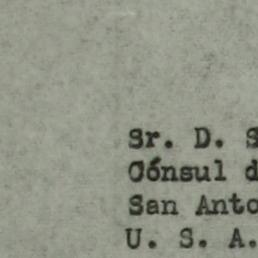 Sr. D. S
Cónsul d
San Anto
U. S. A.